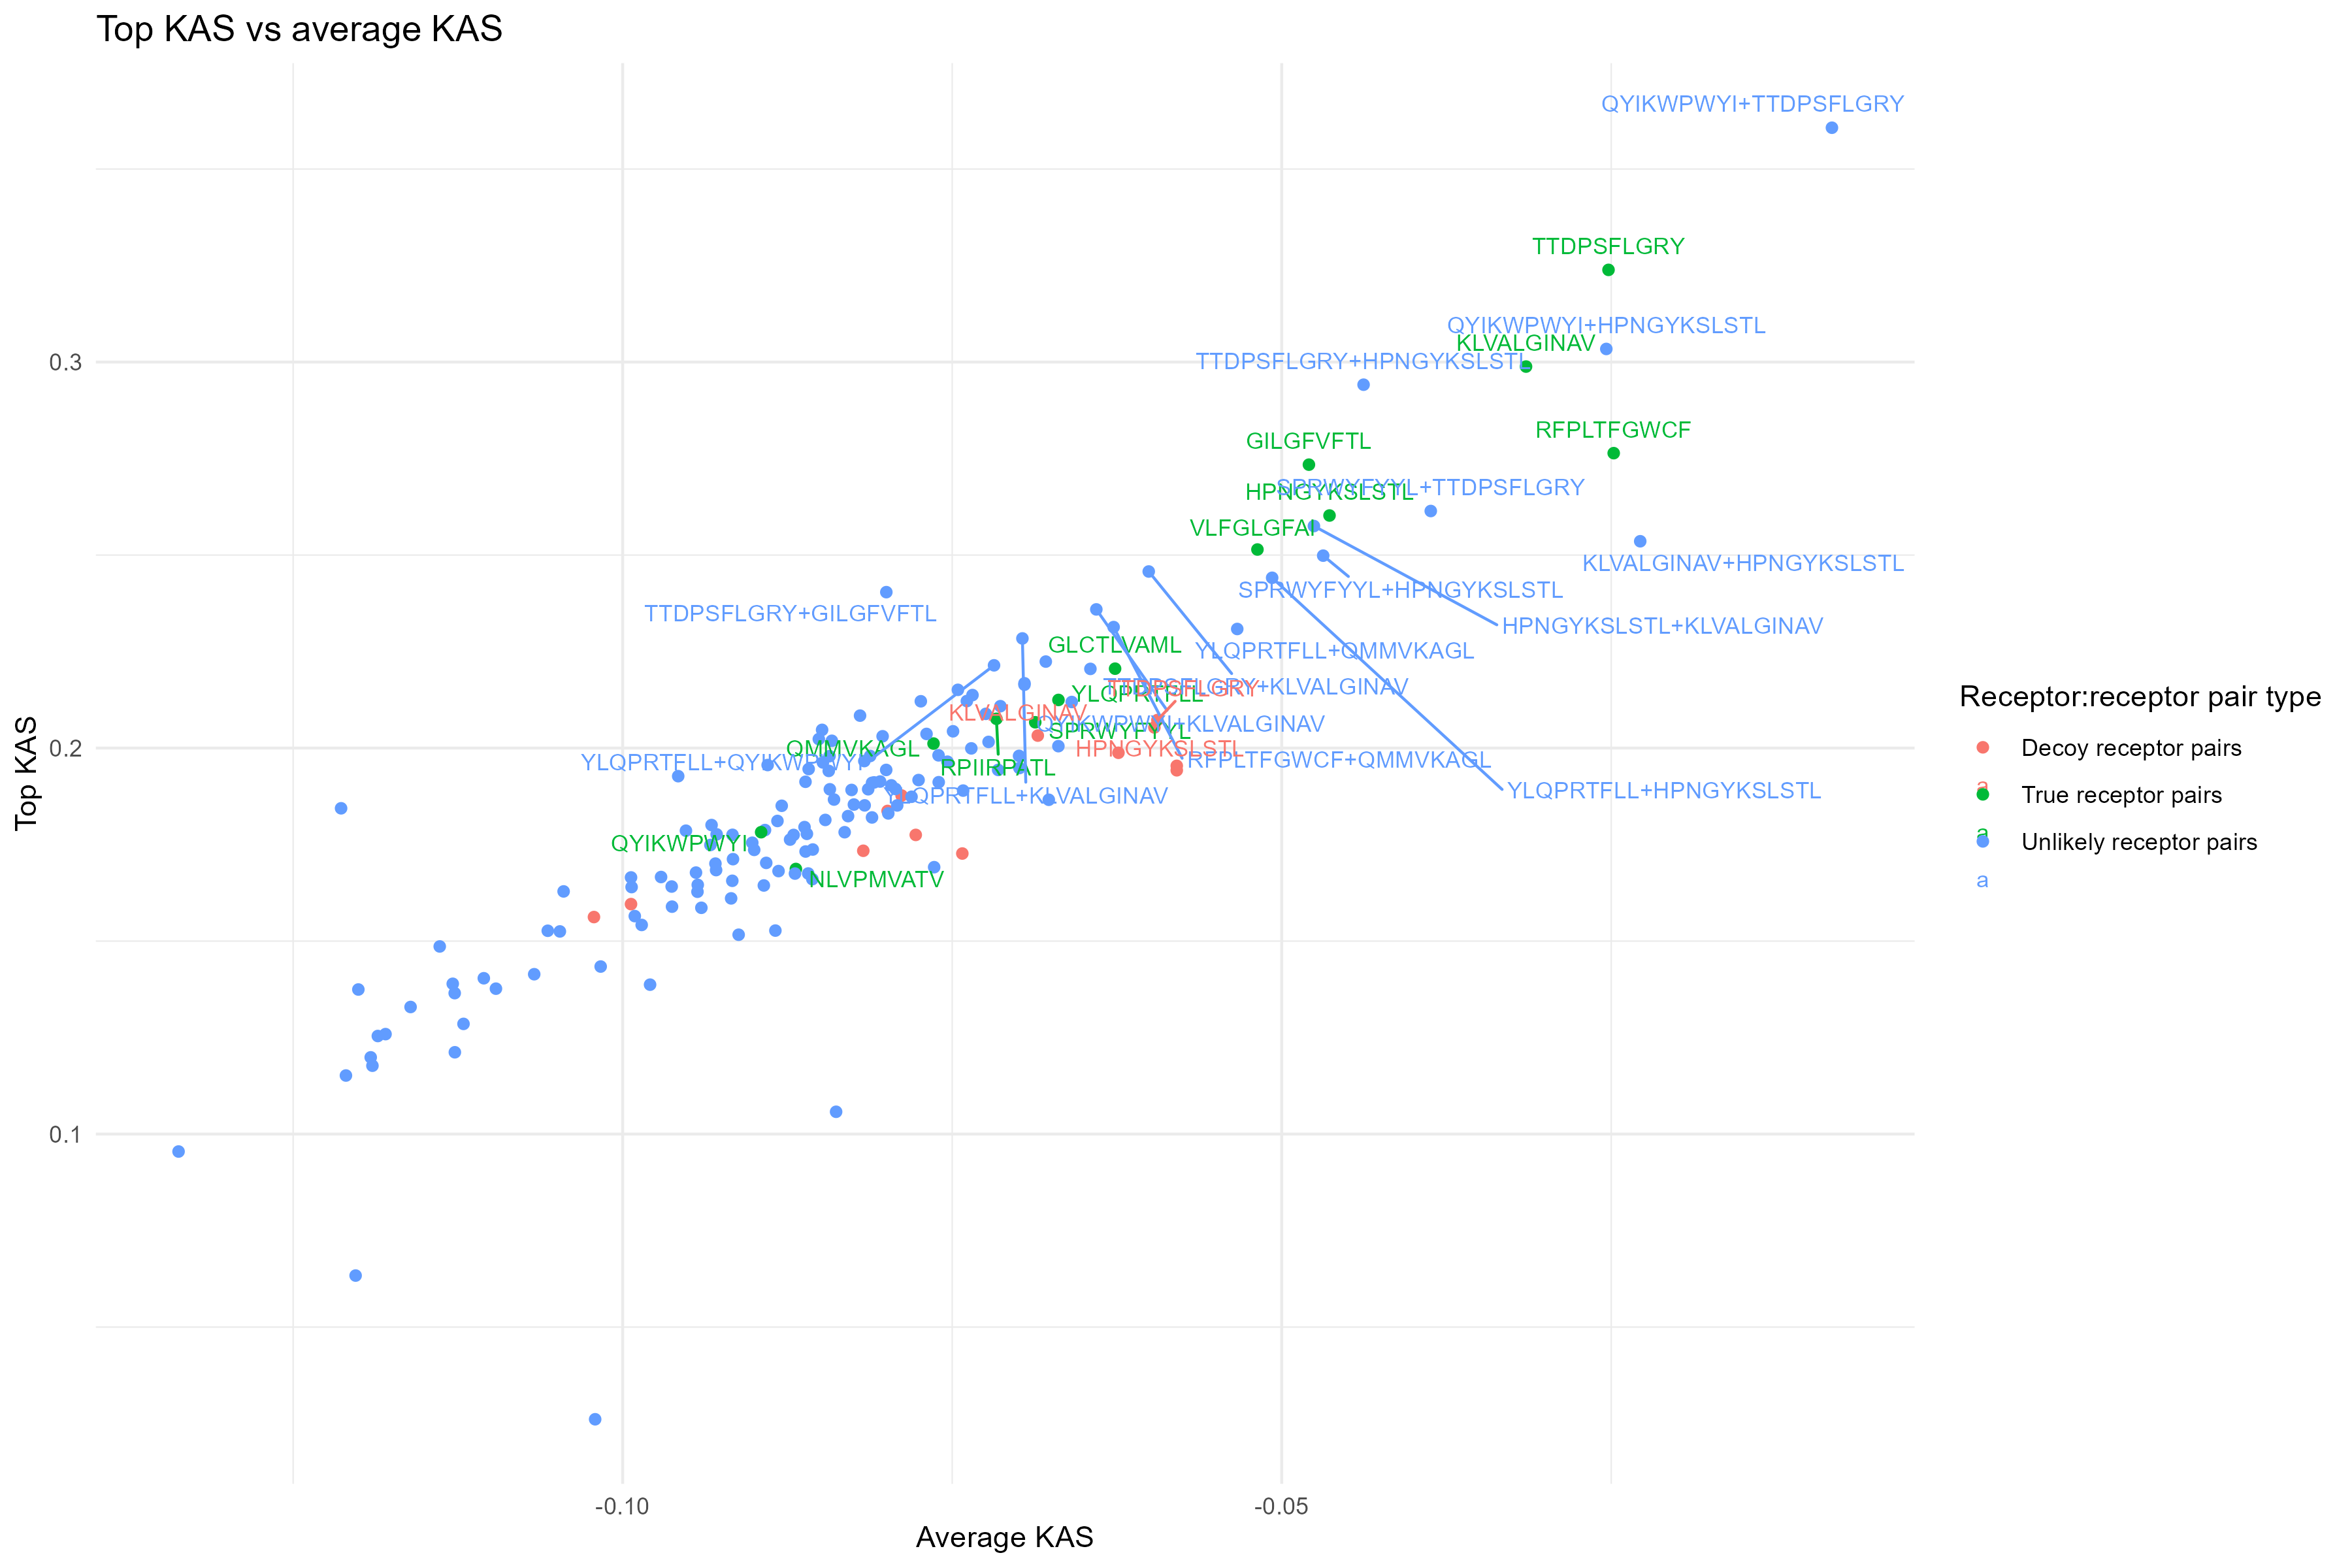 Top KAS vs average KAS
QYIKWPWYI+TTDPSFLGRY
TTDPSFLGRY
QYIKWPWYI+HPNGYKSLSTL
KLVALGINAV
TTDPSFLGRY+HPNGYKSLSTL
0.3
RFPLTFGWCF
GILGFVFTL
SPRWYFYYL+TTDPSFLGRY
HPNGYKSLSTL
VLFGLGFAI
KLVALGINAV+HPNGYKSLSTL
SPRWYFYYL+HPNGYKSLSTL
TTDPSFLGRY+GILGFVFTL
HPNGYKSLSTL+KLVALGINAV
GLCTLVAML
YLQPRTFLL+QMMVKAGL
TTDPSFLGRY+KLVALGINAV
TTDPSFLGRY
YLQPRTFLL
KLVALGINAV
QYIKWPWYI+KLVALGINAV
SPRWYFYYL
QMMVKAGL
HPNGYKSLSTL
0.2
YLQPRTFLL+QYIKWPWYI
RFPLTFGWCF+QMMVKAGL
RPIIRPATL
YLQPRTFLL+KLVALGINAV
YLQPRTFLL+HPNGYKSLSTL
QYIKWPWYI
NLVPMVATV
0.1
Top KAS
-0.10
-0.05
Average KAS
Receptor:receptor pair type
Decoy receptor pairs
a
True receptor pairs
a
Unlikely receptor pairs
a